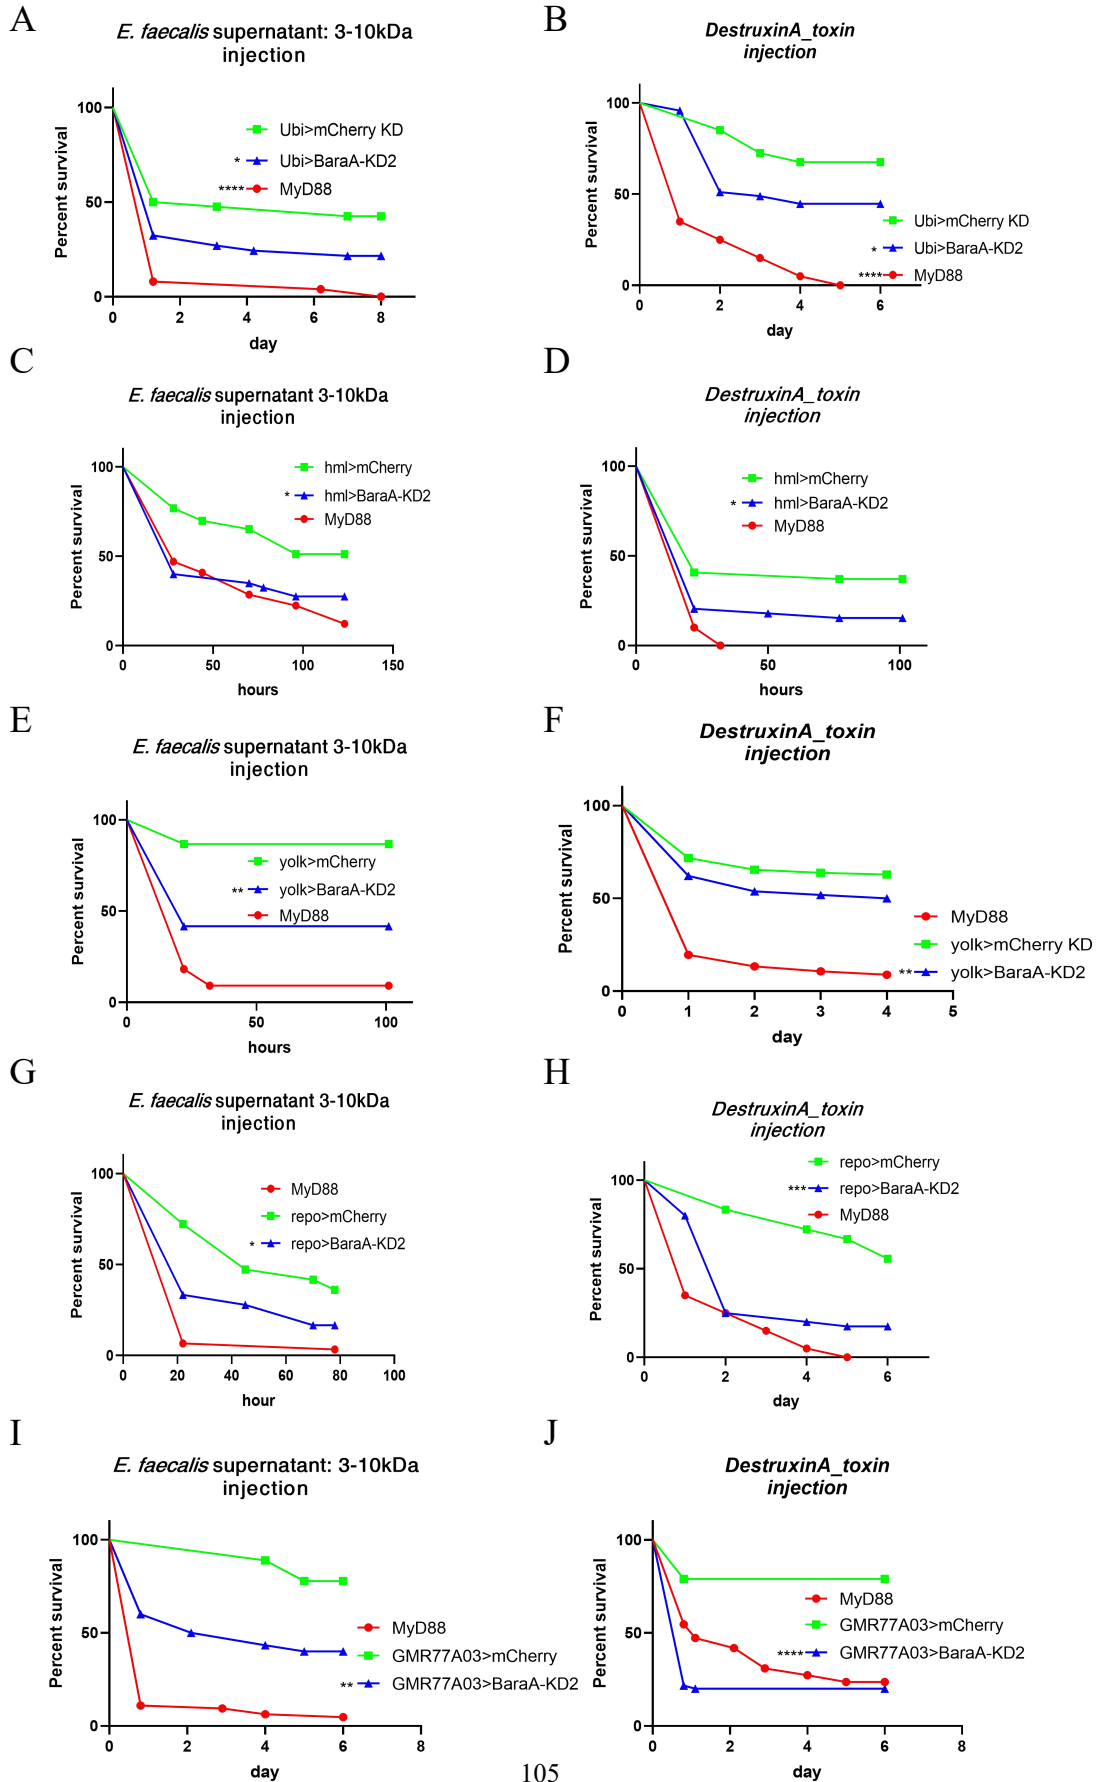 A
E. faecalis supernatant: 3-10kDa
injection
Percent survival
100
50
0
0 2 4 6 8
day
Ubi>mCherry KD
* Ubi>BaraA-KD2
**** MyD88
B
DestruxinA_toxin
injection
Percent survival
100
50
0
0 2 4 6
day
Ubi>mCherry KD
* Ubi>BaraA-KD2
**** MyD88
C
E. faecalis supernatant 3-10kDa
injection
Percent survival
100
50
0
0 50 100 150
hours
hml>mCherry
* hml>BaraA-KD2
MyD88
D
DestruxinA_toxin
injection
Percent survival
100
50
0
0 50 100
hours
hml>mCherry
* hml>BaraA-KD2
MyD88
E
E. faecalis supernatant 3-10kDa
injection
Percent survival
100
50
0
0 50 100
hours
yolk>mCherry
** yolk>BaraA-KD2
MyD88
F
DestruxinA_toxin
injection
Percent survival
100
50
0
0 1 2 3 4 5
day
MyD88
yolk>mCherry KD
** yolk>BaraA-KD2
G
E. faecalis supernatant 3-10kDa
injection
Percent survival
100
50
0
0 20 40 60 80 100
hour
MyD88
repo>mCherry
* repo>BaraA-KD2
H
DestruxinA_toxin
injection
Percent survival
100
50
0
0 2 4 6
day
repo>mCherry
*** repo>BaraA-KD2
MyD88
I
E. faecalis supernatant: 3-10kDa
injection
Percent survival
100
50
0
0 2 4 6 8
day
MyD88
GMR77A03>mCherry
** GMR77A03>BaraA-KD2
J
DestruxinA_toxin
injection
Percent survival
100
50
0
0 2 4 6 8
day
MyD88
GMR77A03>mCherry
**** GMR77A03>BaraA-KD2
105